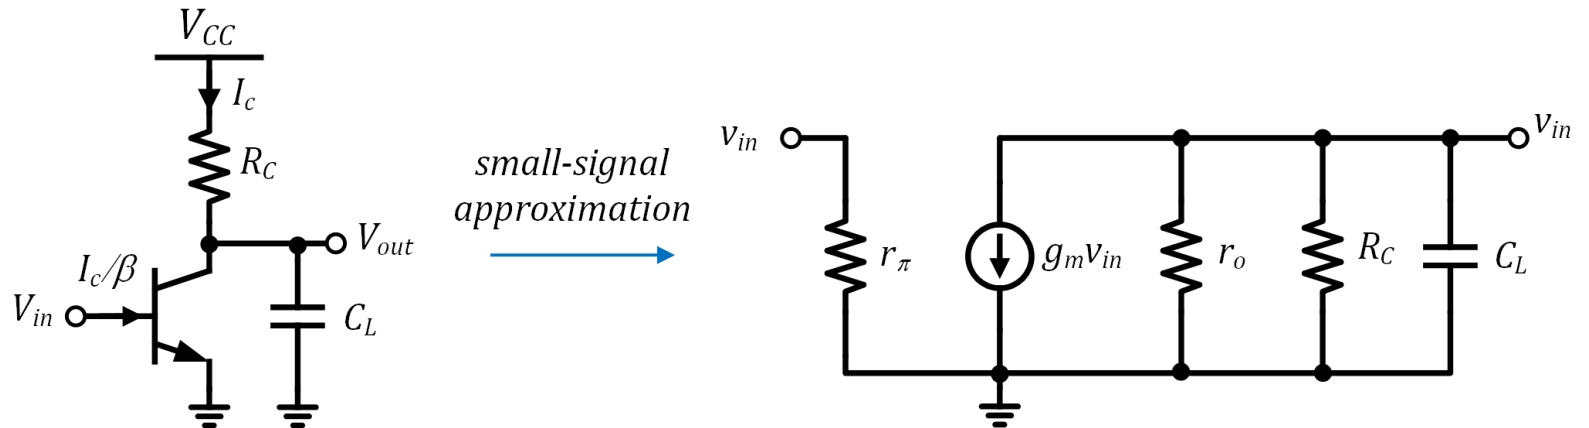 V_CC
I_c
R_C
V_out
I_c/β
V_in
C_L
small-signal
approximation
v_in
r_π
g_m v_in
r_o
R_C
C_L
v_in